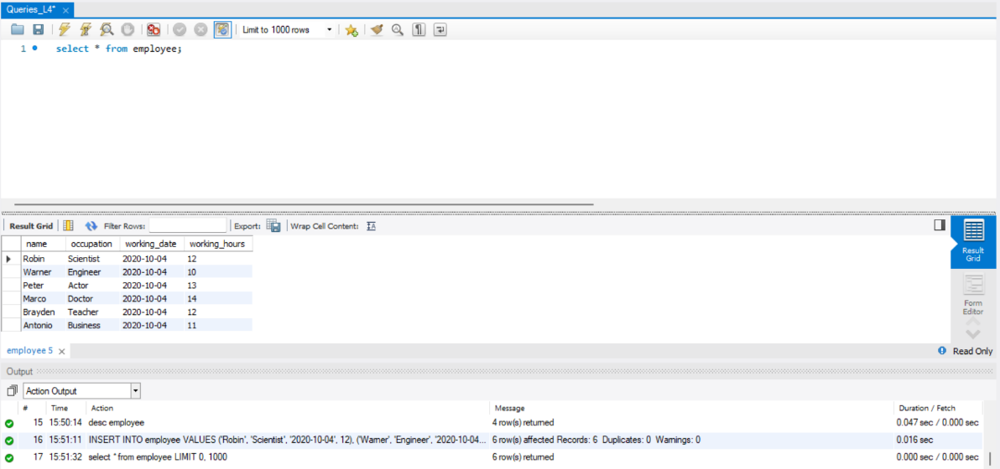 Queries_L4*
Limit to 1000 rows
1 select * from employee;
Result Grid Filter Rows: Export: Wrap Cell Content: IA
name occupation working_date working_hours
Robin Scientist 2020-10-04 12
Warner Engineer 2020-10-04 10
Peter Actor 2020-10-04 13
Marco Doctor 2020-10-04 14
Brayden Teacher 2020-10-04 12
Antonio Business 2020-10-04 11
Result
Grid
Form
Editor
employee 5 Read Only
Output
Action Output
# Time Action Message Duration / Fetch
15 15:50:14 desc employee 4 row(s) returned 0.047 sec / 0.000 sec
16 15:51:11 INSERT INTO employee VALUES ('Robin', 'Scientist', '2020-10-04', 12), ('Warner', 'Engineer', '2020-10-04... 6 row(s) affected Records: 6 Duplicates: 0 Warnings: 0 0.016 sec
17 15:51:32 select * from employee LIMIT 0, 1000 6 row(s) returned 0.000 sec / 0.000 sec